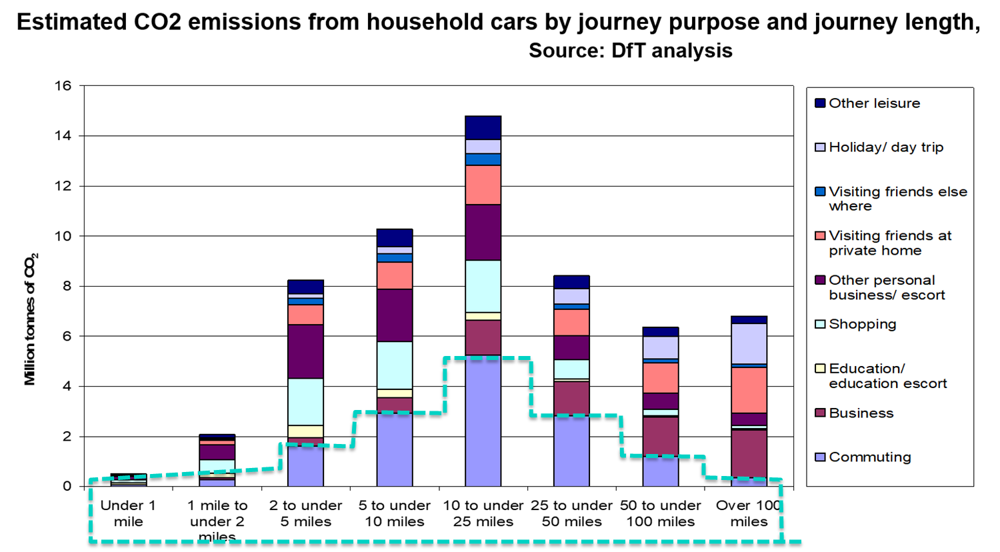 Estimated CO2 emissions from household cars by journey purpose and journey length,
Source: DfT analysis
Million tonnes of CO2
16
14
12
10
8
6
4
2
0
Under 1
mile
1 mile to
under 2
miles
2 to under
5 miles
5 to under
10 miles
10 to under
25 miles
25 to under
50 miles
50 to under
100 miles
Over 100
miles
Other leisure
Holiday/ day trip
Visiting friends else
where
Visiting friends at
private home
Other personal
business/ escort
Shopping
Education/
education escort
Business
Commuting